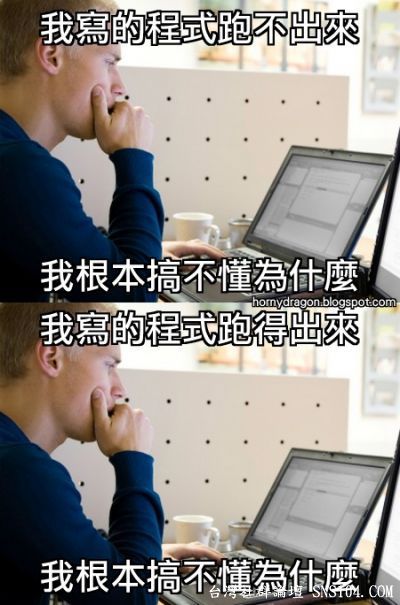 我寫的程式跑不出來
我根本搞不懂為什麼
hornydragon.blogspot.com
我寫的程式跑得出來
我根本搞不懂為什麼
台灣社群論壇 SNS104.COM